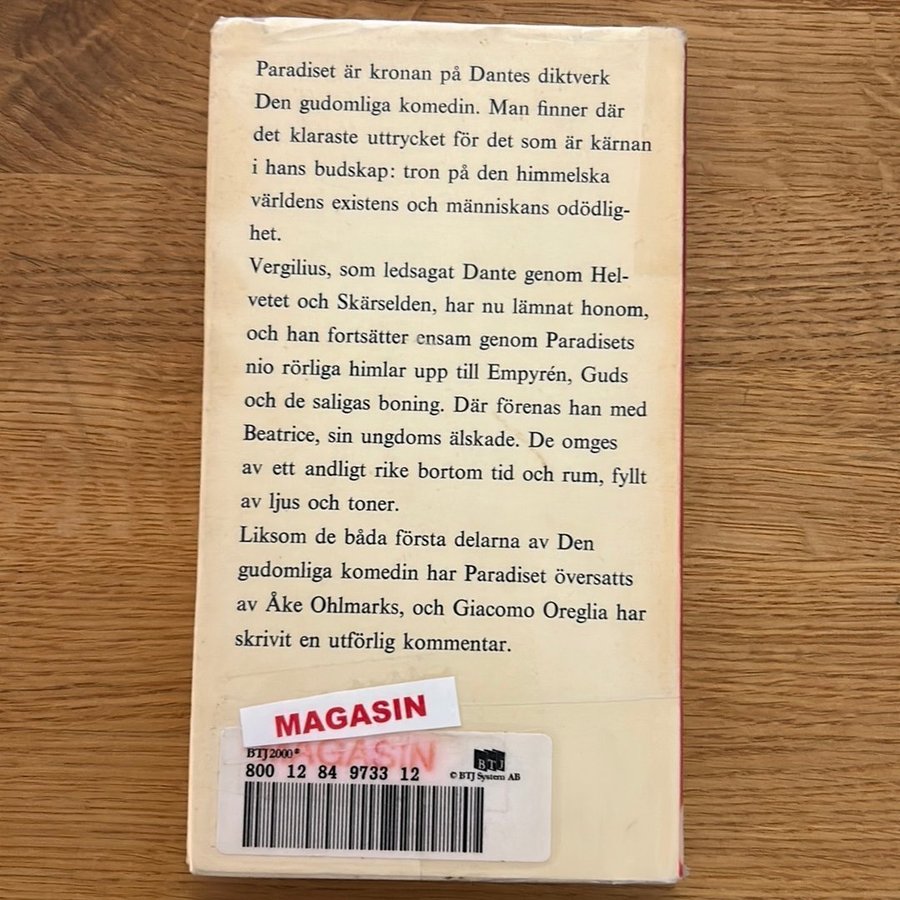 Paradiset är kronan på Dantes diktverk
Den gudomliga komedin. Man finner där
det klaraste uttrycket för det som är kärnan
i hans budskap: tron på den himmelska
världens existens och människans odödlig-
het.
Vergilius, som ledsagat Dante genom Hel-
vetet och Skärselden, har nu lämnat honom,
och han fortsätter ensam genom Paradisets
nio rörliga himlar upp till Empyrén, Guds
och de saligas boning. Där förenas han med
Beatrice, sin ungdoms älskade. De omges
av ett andligt rike bortom tid och rum, fyllt
av ljus och toner.
Liksom de båda första delarna av Den
gudomliga komedin har Paradiset översatts
av Åke Ohlmarks, och Giacomo Oreglia har
skrivit en utförlig kommentar.
MAGASIN
MAGASIN
BTJ2000*
BTJ
800 12 84 9733 12
© BTJ System AB